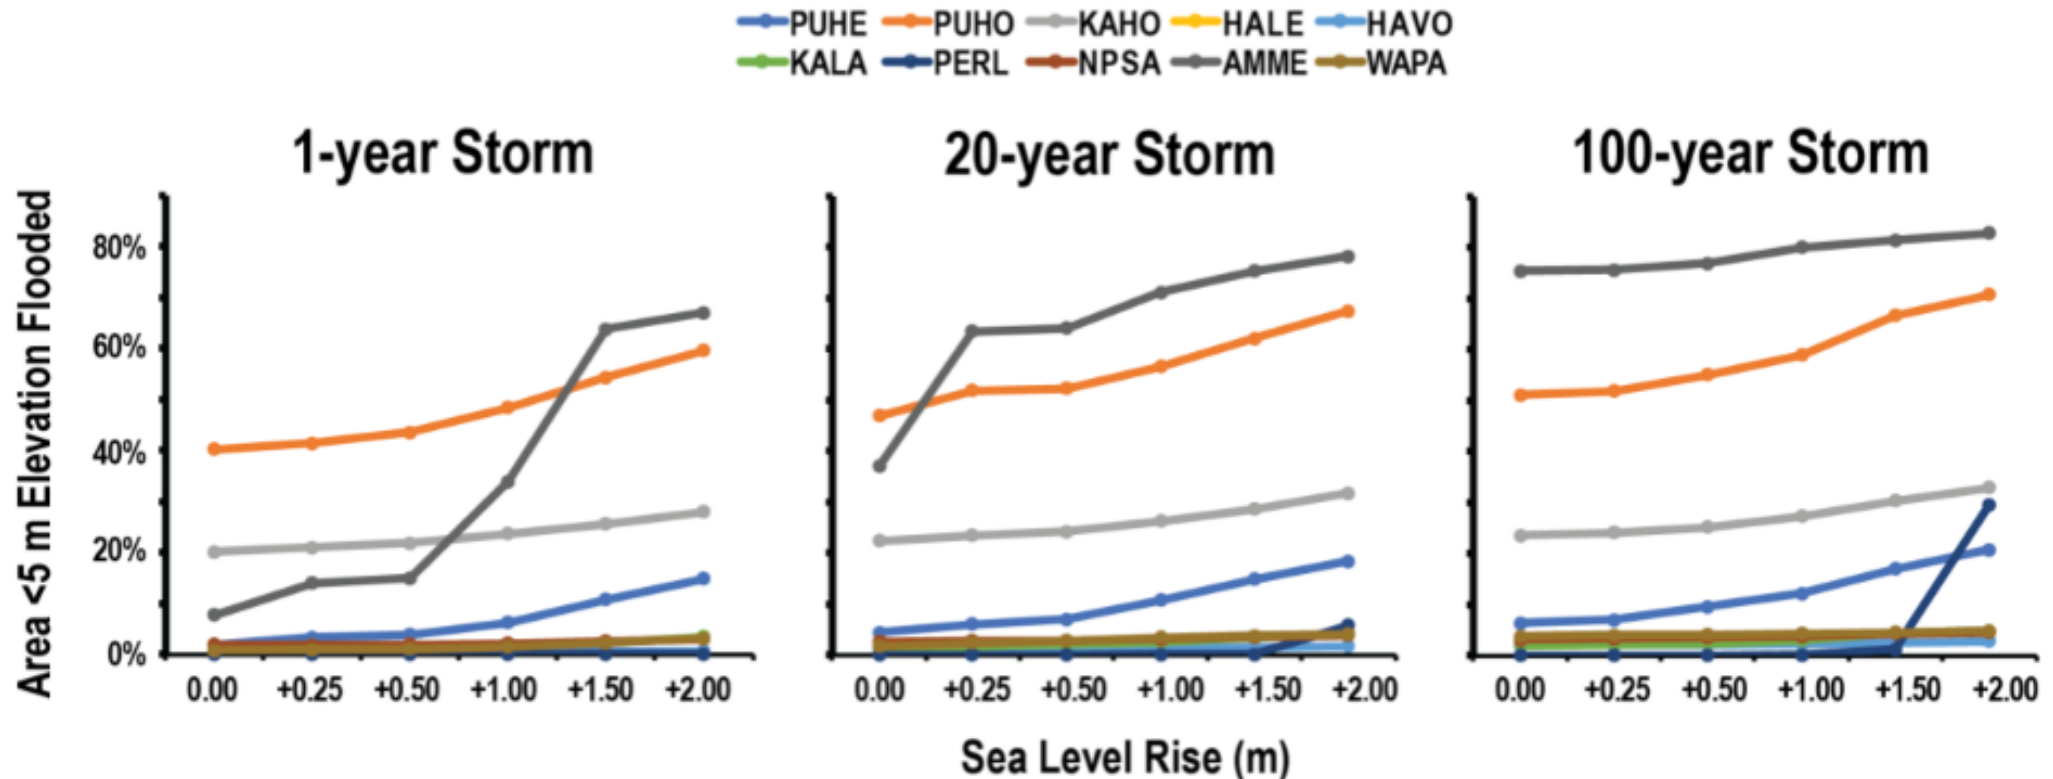 PUHE PUHO KAHO HALE HAVO
KALA PERL NPSA AMME WAPA
1-year Storm
20-year Storm
100-year Storm
Area <5 m Elevation Flooded
80%
60%
40%
20%
0%
0.00 +0.25 +0.50 +1.00 +1.50 +2.00
0.00 +0.25 +0.50 +1.00 +1.50 +2.00
0.00 +0.25 +0.50 +1.00 +1.50 +2.00
Sea Level Rise (m)